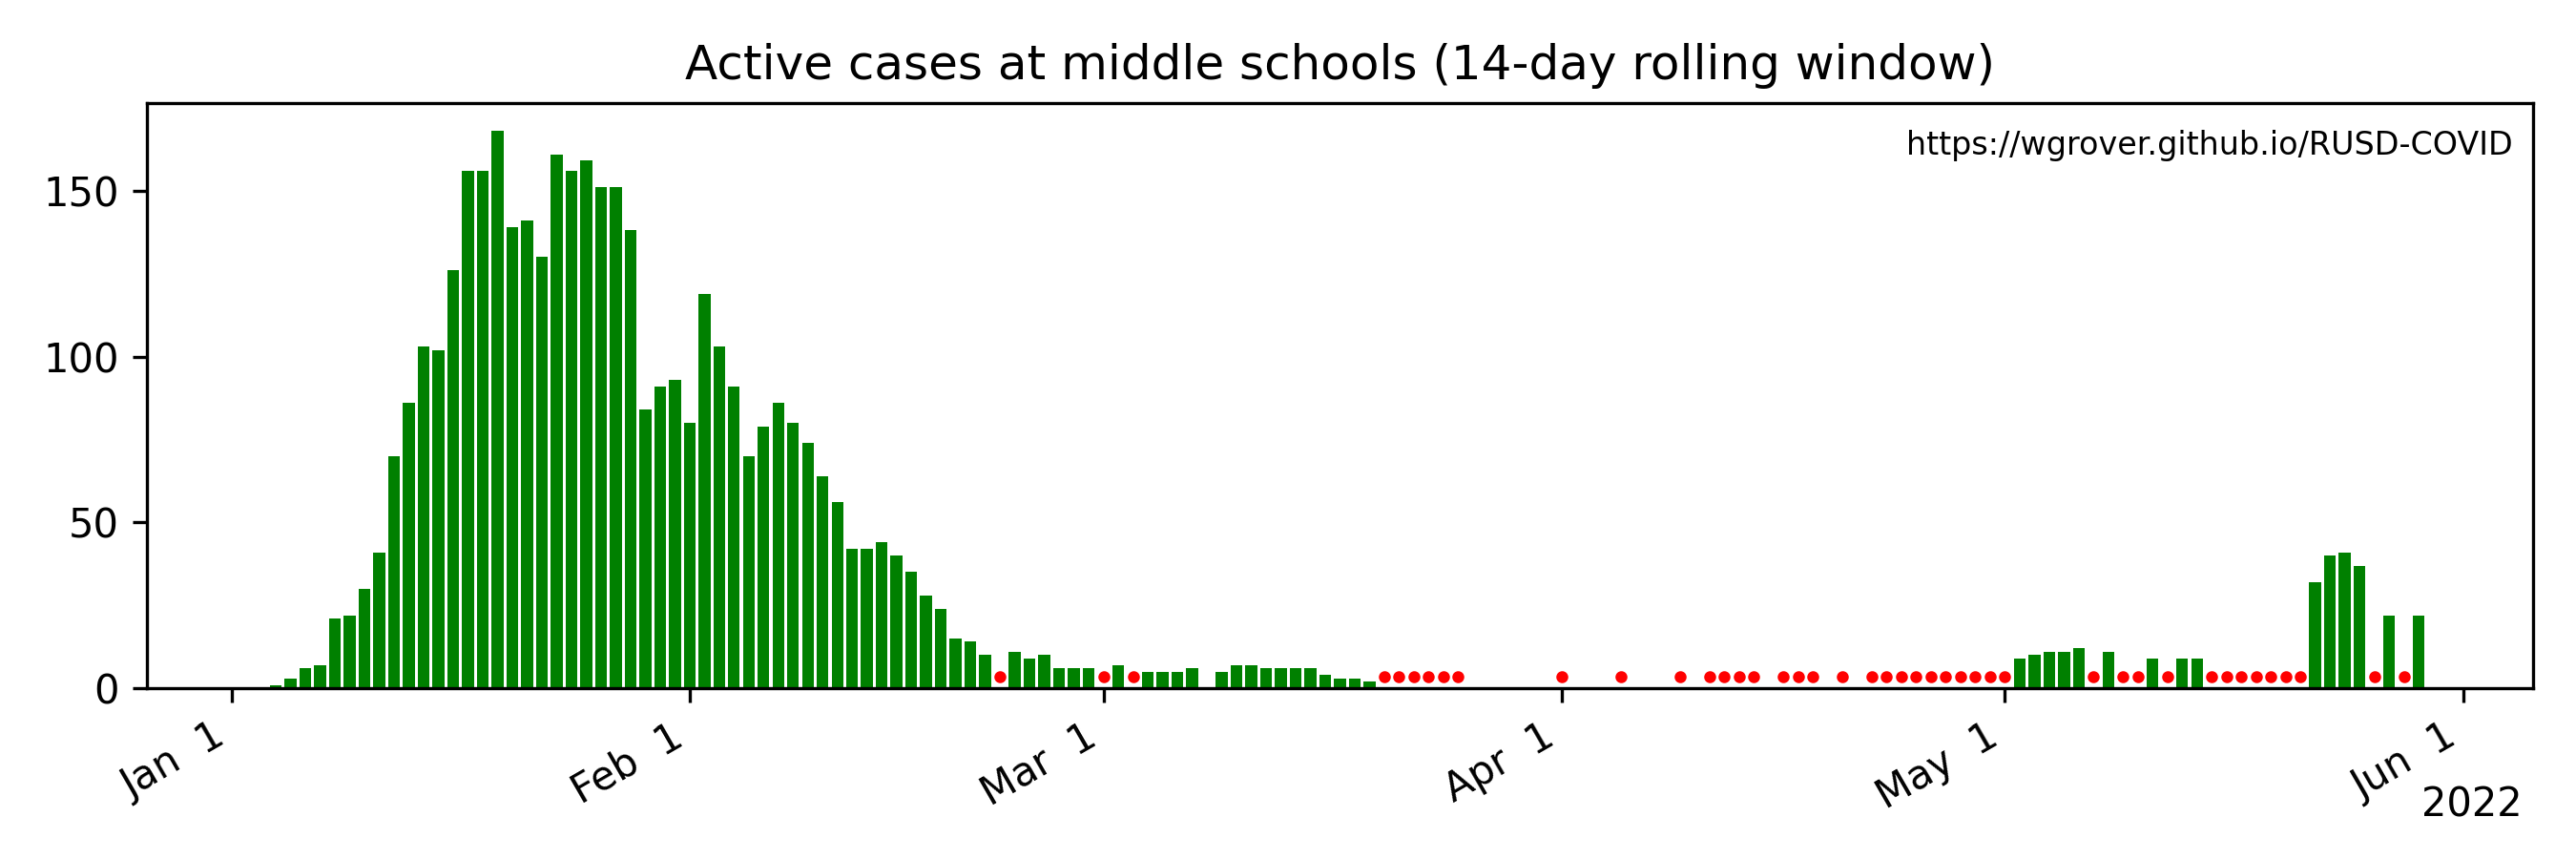 Active cases at middle schools (14-day rolling window)
https://wgrover.github.io/RUSD-COVID
150
100
50
0
Jan 1
Feb 1
Mar 1
Apr 1
May 1
Jun 1
2022